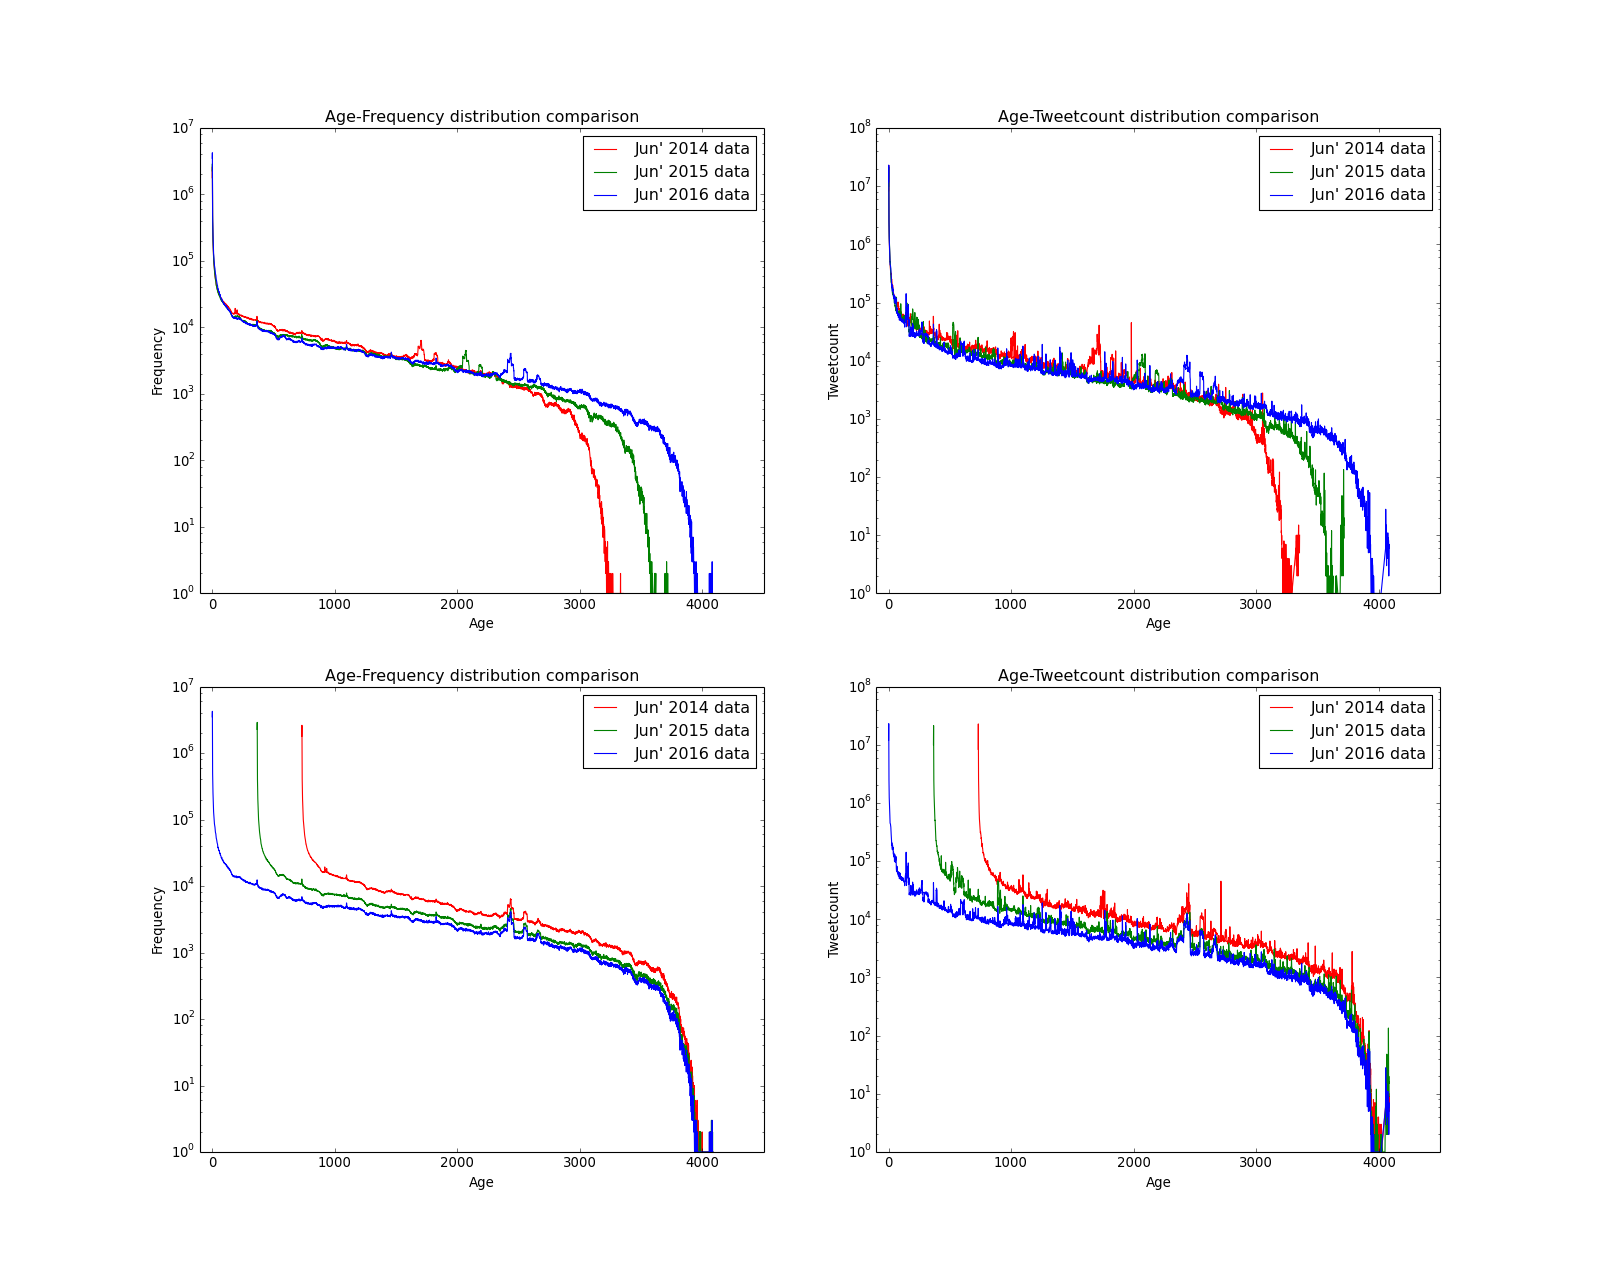 Age-Frequency distribution comparison
10^7
10^6
10^5
10^4
10^3
10^2
10^1
10^0
Frequency
0 1000 2000 3000 4000
Age
Jun' 2014 data
Jun' 2015 data
Jun' 2016 data
Age-Tweetcount distribution comparison
10^8
10^7
10^6
10^5
10^4
10^3
10^2
10^1
10^0
Tweetcount
0 1000 2000 3000 4000
Age
Jun' 2014 data
Jun' 2015 data
Jun' 2016 data
Age-Frequency distribution comparison
10^7
10^6
10^5
10^4
10^3
10^2
10^1
10^0
Frequency
0 1000 2000 3000 4000
Age
Jun' 2014 data
Jun' 2015 data
Jun' 2016 data
Age-Tweetcount distribution comparison
10^8
10^7
10^6
10^5
10^4
10^3
10^2
10^1
10^0
Tweetcount
0 1000 2000 3000 4000
Age
Jun' 2014 data
Jun' 2015 data
Jun' 2016 data